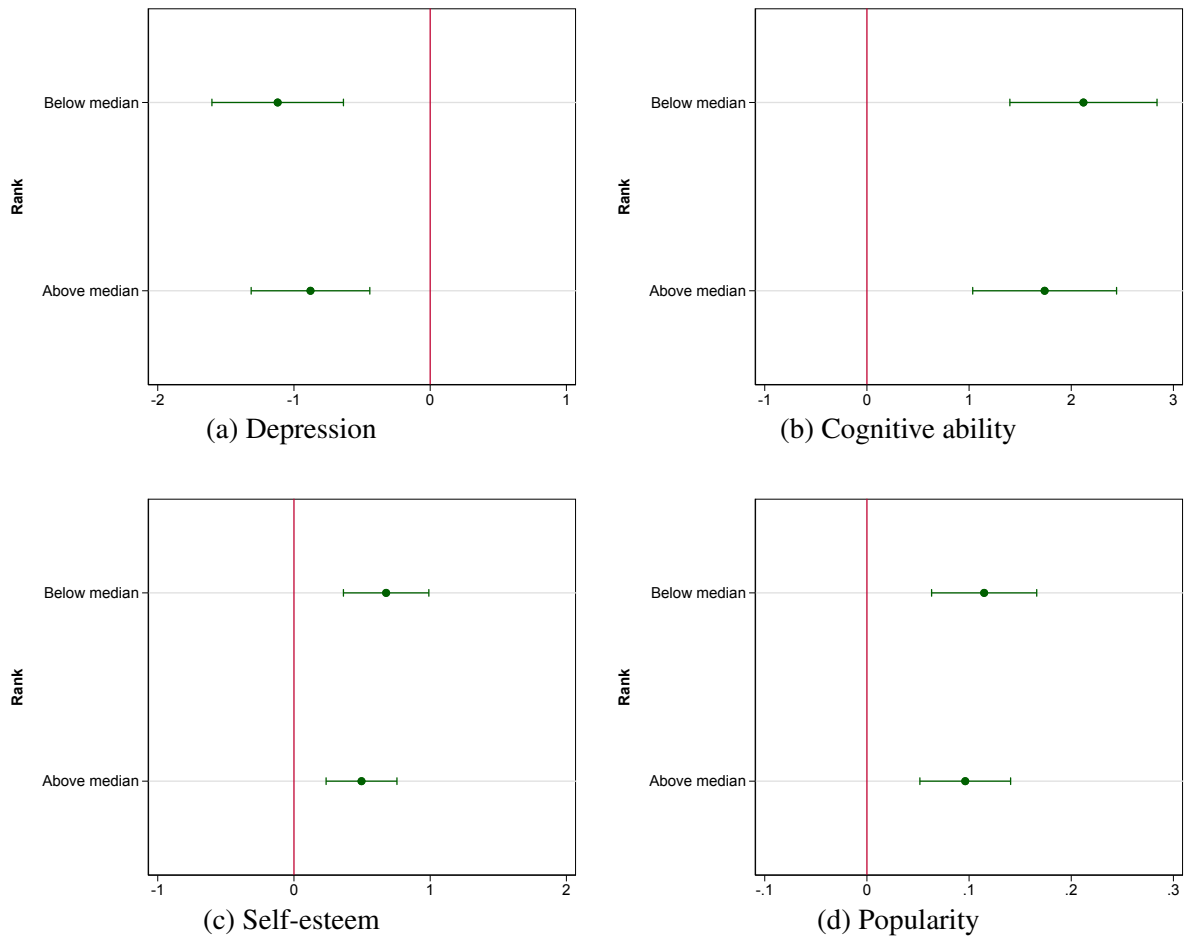 Below median
Above median
Rank
-2 -1 0 1
(a) Depression
Below median
Above median
Rank
-1 0 1 2 3
(b) Cognitive ability
Below median
Above median
Rank
-1 0 1 2
(c) Self-esteem
Below median
Above median
Rank
-.1 0 .1 .2 .3
(d) Popularity